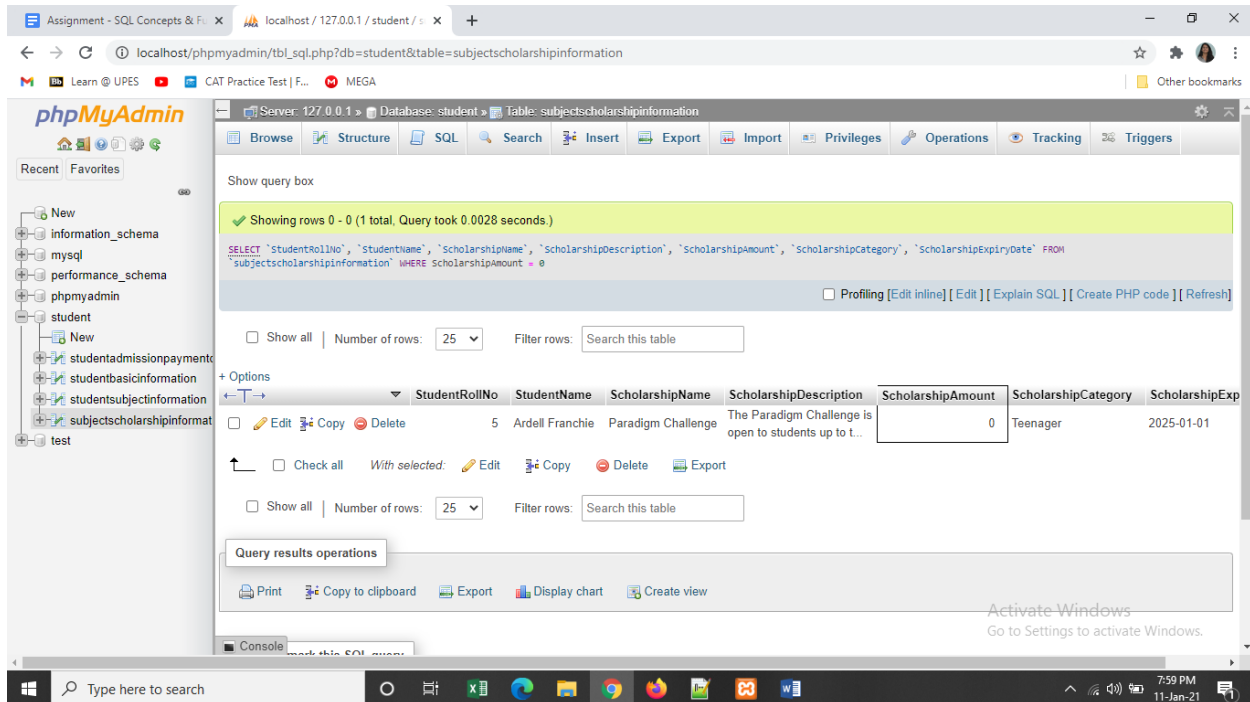 Assignment - SQL Concepts & Fu
localhost / 127.0.0.1 / student / s
localhost/phpmyadmin/tbl_sql.php?db=student&table=subjectscholarshipinformation
Bb Learn @ UPES CAT Practice Test | F... MEGA Other bookmarks
phpMyAdmin
Recent Favorites
New
information_schema
mysql
performance_schema
phpmyadmin
student
New
studentadmissionpaymentd
studentbasicinformation
studentsubjectinformation
subjectscholarshipinformat
test
Server: 127.0.0.1 » Database: student » Table: subjectscholarshipinformation
Browse Structure SQL Search Insert Export Import Privileges Operations Tracking Triggers
Show query box
Showing rows 0 - 0 (1 total, Query took 0.0028 seconds.)
SELECT `StudentRollNo`, `StudentName`, `ScholarshipName`, `ScholarshipDescription`, `ScholarshipAmount`, `ScholarshipCategory`, `ScholarshipExpiryDate` FROM
`subjectscholarshipinformation` WHERE ScholarshipAmount = 0
Profiling [Edit inline] [ Edit ] [ Explain SQL ] [ Create PHP code ] [ Refresh]
Show all | Number of rows: 25 Filter rows: Search this table
+ Options
←T→ StudentRollNo StudentName ScholarshipName ScholarshipDescription ScholarshipAmount ScholarshipCategory ScholarshipExp
Edit Copy Delete 5 Ardell Franchie Paradigm Challenge The Paradigm Challenge is
open to students up to t... 0 Teenager 2025-01-01
Check all With selected: Edit Copy Delete Export
Show all | Number of rows: 25 Filter rows: Search this table
Query results operations
Print Copy to clipboard Export Display chart Create view
Activate Windows
Go to Settings to activate Windows.
Console
mark this SQL query
Type here to search
7:59 PM
11-Jan-21